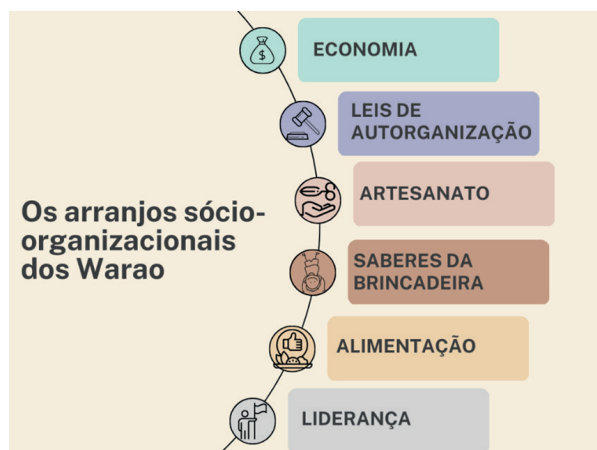 Os arranjos sócio-
organizacionais
dos Warao
ECONOMIA
LEIS DE
AUTORGANIZAÇÃO
ARTESANATO
SABERES DA
BRINCADEIRA
ALIMENTAÇÃO
LIDERANÇA